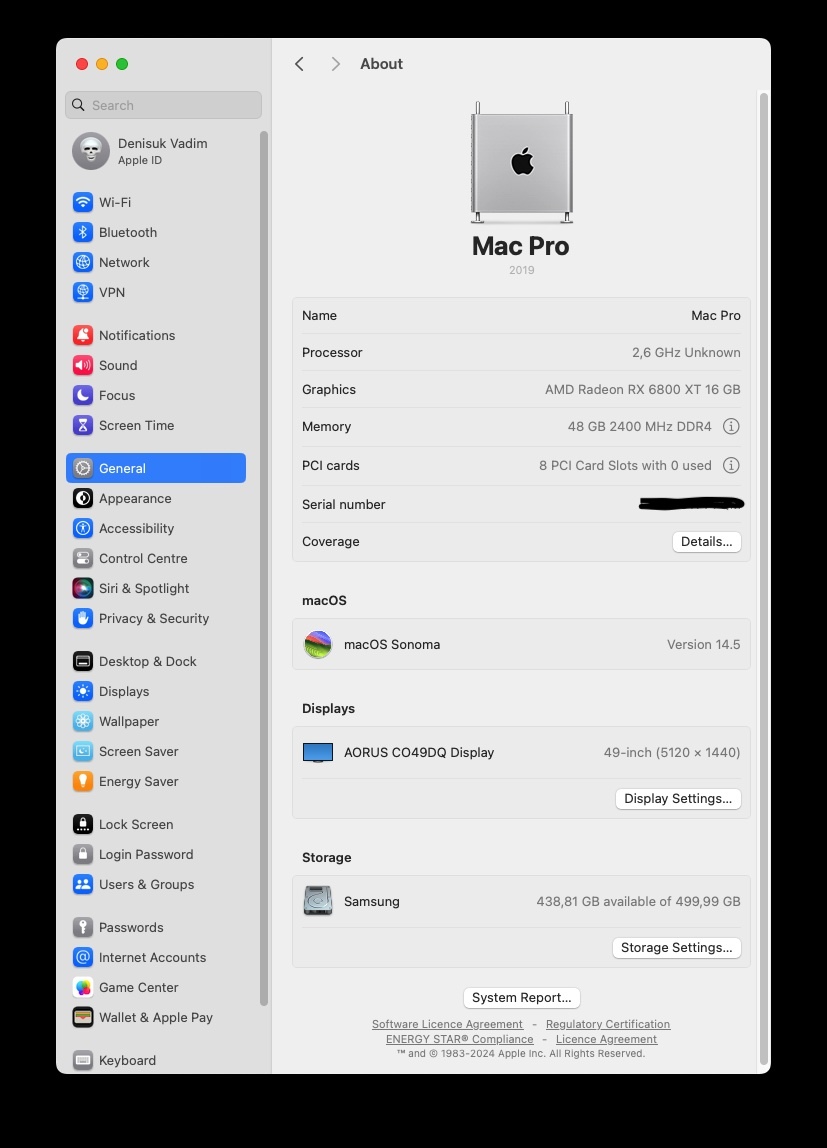 About
Search
Denisuk Vadim
Apple ID
Wi-Fi
Bluetooth
Network
VPN
Notifications
Sound
Focus
Screen Time
General
Appearance
Accessibility
Control Centre
Siri & Spotlight
Privacy & Security
Desktop & Dock
Displays
Wallpaper
Screen Saver
Energy Saver
Lock Screen
Login Password
Users & Groups
Passwords
Internet Accounts
Game Center
Wallet & Apple Pay
Keyboard
Mac Pro
2019
Name Mac Pro
Processor 2,6 GHz Unknown
Graphics AMD Radeon RX 6800 XT 16 GB
Memory 48 GB 2400 MHz DDR4
PCI cards 8 PCI Card Slots with 0 used
Serial number
Coverage Details...
macOS
macOS Sonoma Version 14.5
Displays
AORUS CO49DQ Display 49-inch (5120 × 1440)
Display Settings...
Storage
Samsung 438,81 GB available of 499,99 GB
Storage Settings...
System Report...
Software Licence Agreement - Regulatory Certification
ENERGY STAR® Compliance - Licence Agreement
™ and © 1983-2024 Apple Inc. All Rights Reserved.